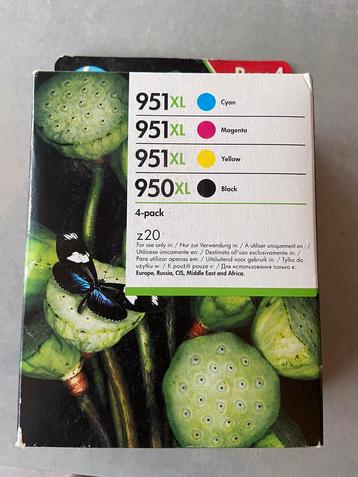 951XL Cyan
951XL Magenta
951XL Yellow
950XL Black
4-pack
z20
For use only in: / Nur zur Verwendung in: / A utiliser uniquement en : /
Utilícese únicamente en: / Destinato all'uso esclusivamente in: /
Para utilizar apenas em: / Uitsluitend voor gebruik in: / Tylko do
użytku w: / K použití pouze v: / Для использования только в:
Europe, Russia, CIS, Middle East and Africa.